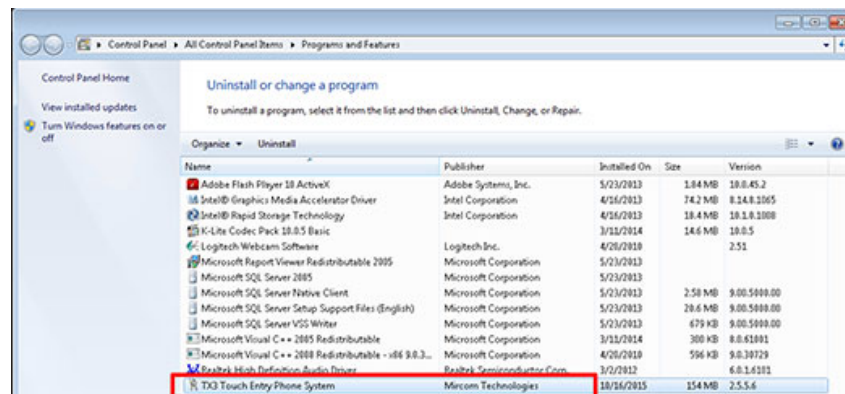 Control Panel ▸ All Control Panel Items ▸ Programs and Features
Control Panel Home
View installed updates
Turn Windows features on or off
Uninstall or change a program
To uninstall a program, select it from the list and then click Uninstall, Change, or Repair.
Organize Uninstall
Name Publisher Installed On Size Version
Adobe Flash Player 10 ActiveX Adobe Systems, Inc. 5/23/2013 1.84 MB 10.0.45.2
Intel® Graphics Media Accelerator Driver Intel Corporation 4/16/2013 74.2 MB 8.14.8.1065
Intel® Rapid Storage Technology Intel Corporation 4/16/2013 18.4 MB 10.1.0.1008
K-Lite Codec Pack 10.0.5 Basic 3/11/2014 14.6 MB 10.0.5
Logitech Webcam Software Logitech Inc. 4/20/2010 2.51
Microsoft Report Viewer Redistributable 2005 Microsoft Corporation 5/23/2013
Microsoft SQL Server 2005 Microsoft Corporation 5/23/2013
Microsoft SQL Server Native Client Microsoft Corporation 5/23/2013 2.58 MB 9.00.5000.00
Microsoft SQL Server Setup Support Files (English) Microsoft Corporation 5/23/2013 20.6 MB 9.00.5000.00
Microsoft SQL Server VSS Writer Microsoft Corporation 5/23/2013 679 KB 9.00.5000.00
Microsoft Visual C++ 2005 Redistributable Microsoft Corporation 3/11/2014 300 KB 8.0.61001
Microsoft Visual C++ 2008 Redistributable - x86 9.0.3... Microsoft Corporation 4/20/2010 596 KB 9.0.30729
Realtek High Definition Audio Driver Realtek Semiconductor Corp. 3/2/2012 6.0.1.6101
TX3 Touch Entry Phone System Mircom Technologies 10/16/2015 154 MB 2.5.5.6